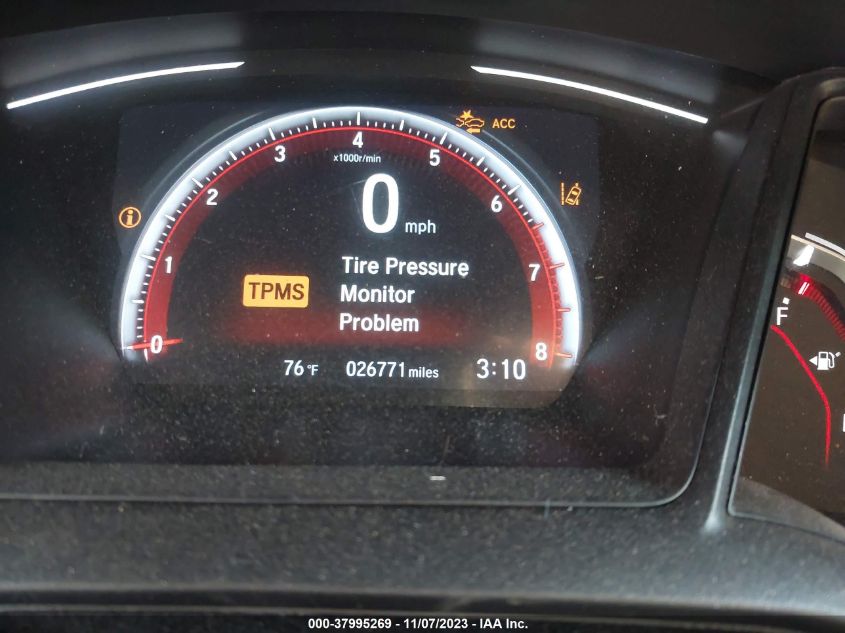 ACC
4
3 5
x1000r/min
2 6
0 mph
i
1 7
Tire Pressure
TPMS Monitor
Problem
0 8
76 °F 026771 miles 3:10
F
000-37995269 - 11/07/2023 - IAA Inc.